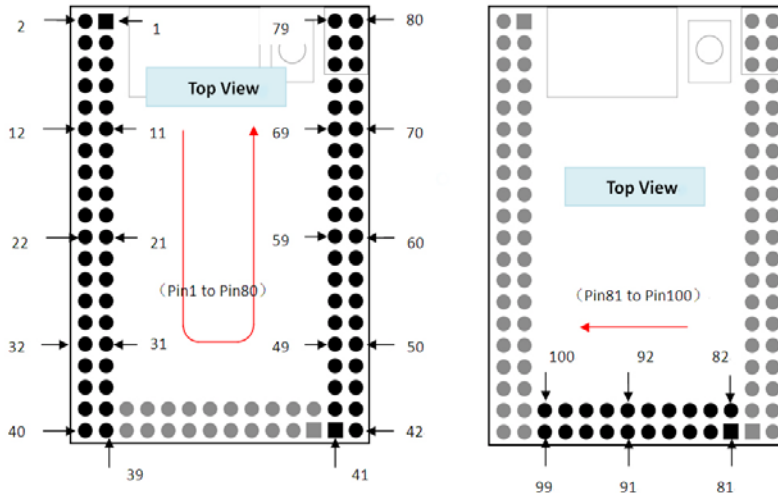 2 1 79 80
Top View
12 11 69 70
Top View
22 21 59 60
（Pin1 to Pin80）
（Pin81 to Pin100）
32 31 49 50
100 92 82
40 42
39 41
99 91 81